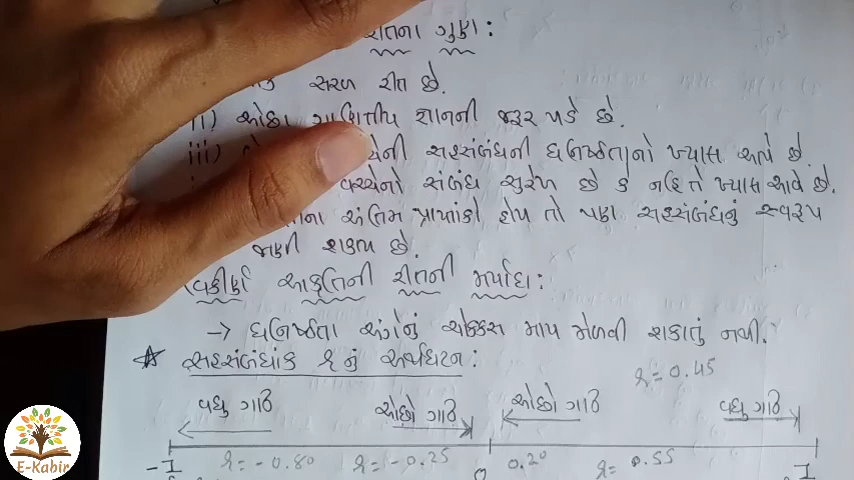 રીતના ગુણ:
સરળ રીત છે.
ii) ઓછા ગાણિતીય જ્ઞાનની જરૂર પડે છે.
iii) સહસંબંધની ઘનિષ્ઠતાનો ખ્યાલ આવે છે.
વચ્ચેનો સંબંધ સુરેખ છે કે નહિ તે ખ્યાલ આવે છે.
અંતિમ પ્રાપ્તાંકો હોય તો પણ સહસંબંધનું સ્વરૂપ
જાણી શકાય છે.
વિકીર્ણ આકૃતિની રીતની મર્યાદા:
→ ઘનિષ્ઠતા અંગેનું ચોક્કસ માપ મેળવી શકાતું નથી.
☆ સહસંબંધાંક r નું અર્થઘટન:
r = 0.45
વધુ ગાઢ ઓછો ગાઢ ઓછો ગાઢ વધુ ગાઢ
-1 r = -0.80 r = -0.25 0 0.20 r = 0.55 1
E-Kabir